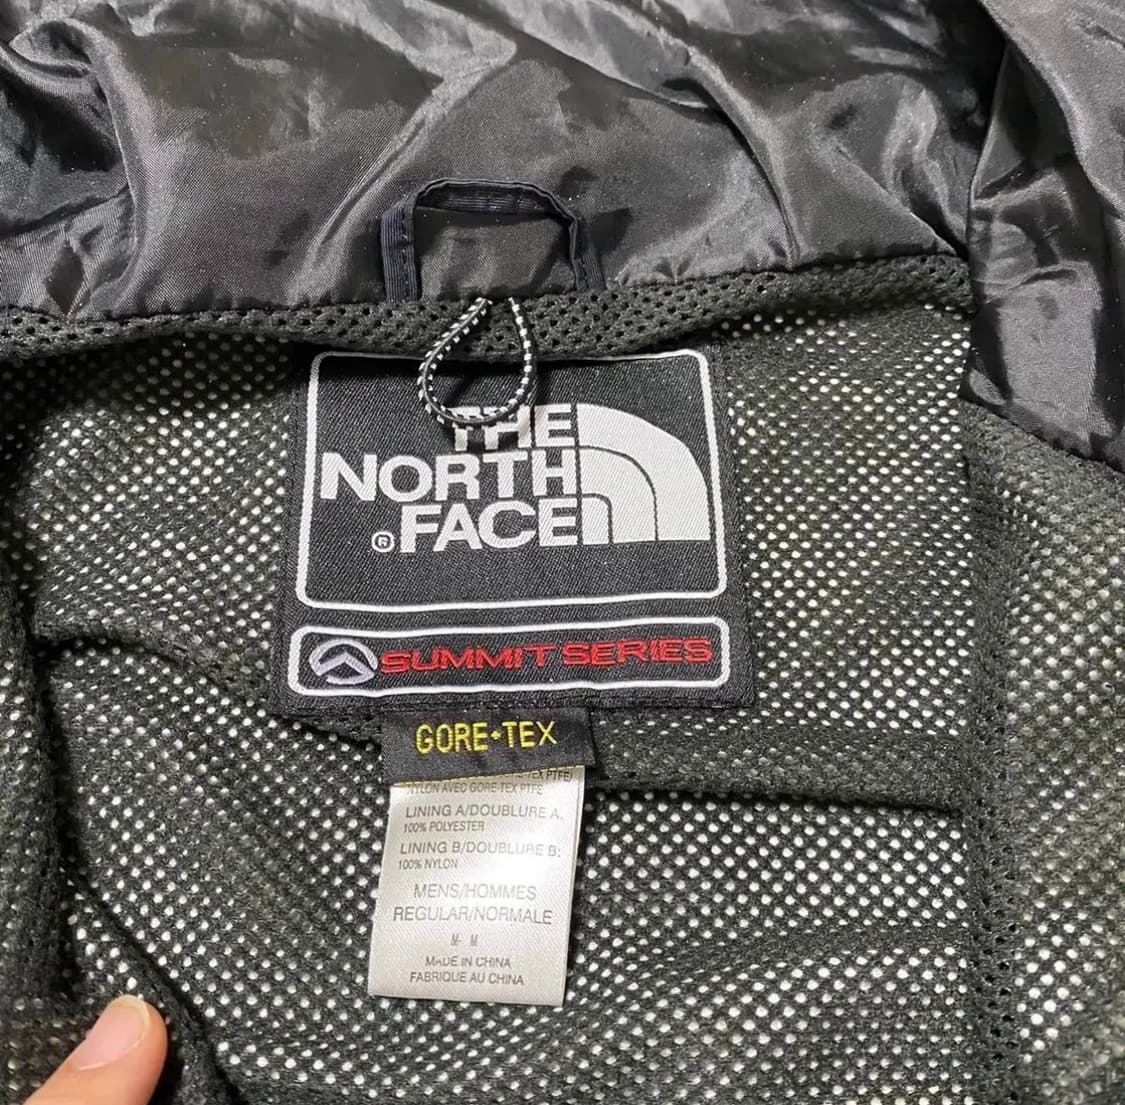 THE
NORTH
® FACE
SUMMIT SERIES
GORE-TEX
NYLON AVEC GORE-TEX PTFE
LINING A/DOUBLURE A:
100% POLYESTER
LINING B/DOUBLURE B:
100% NYLON
MENS/HOMMES
REGULAR/NORMALE
M- M
MADE IN CHINA
FABRIQUE AU CHINA